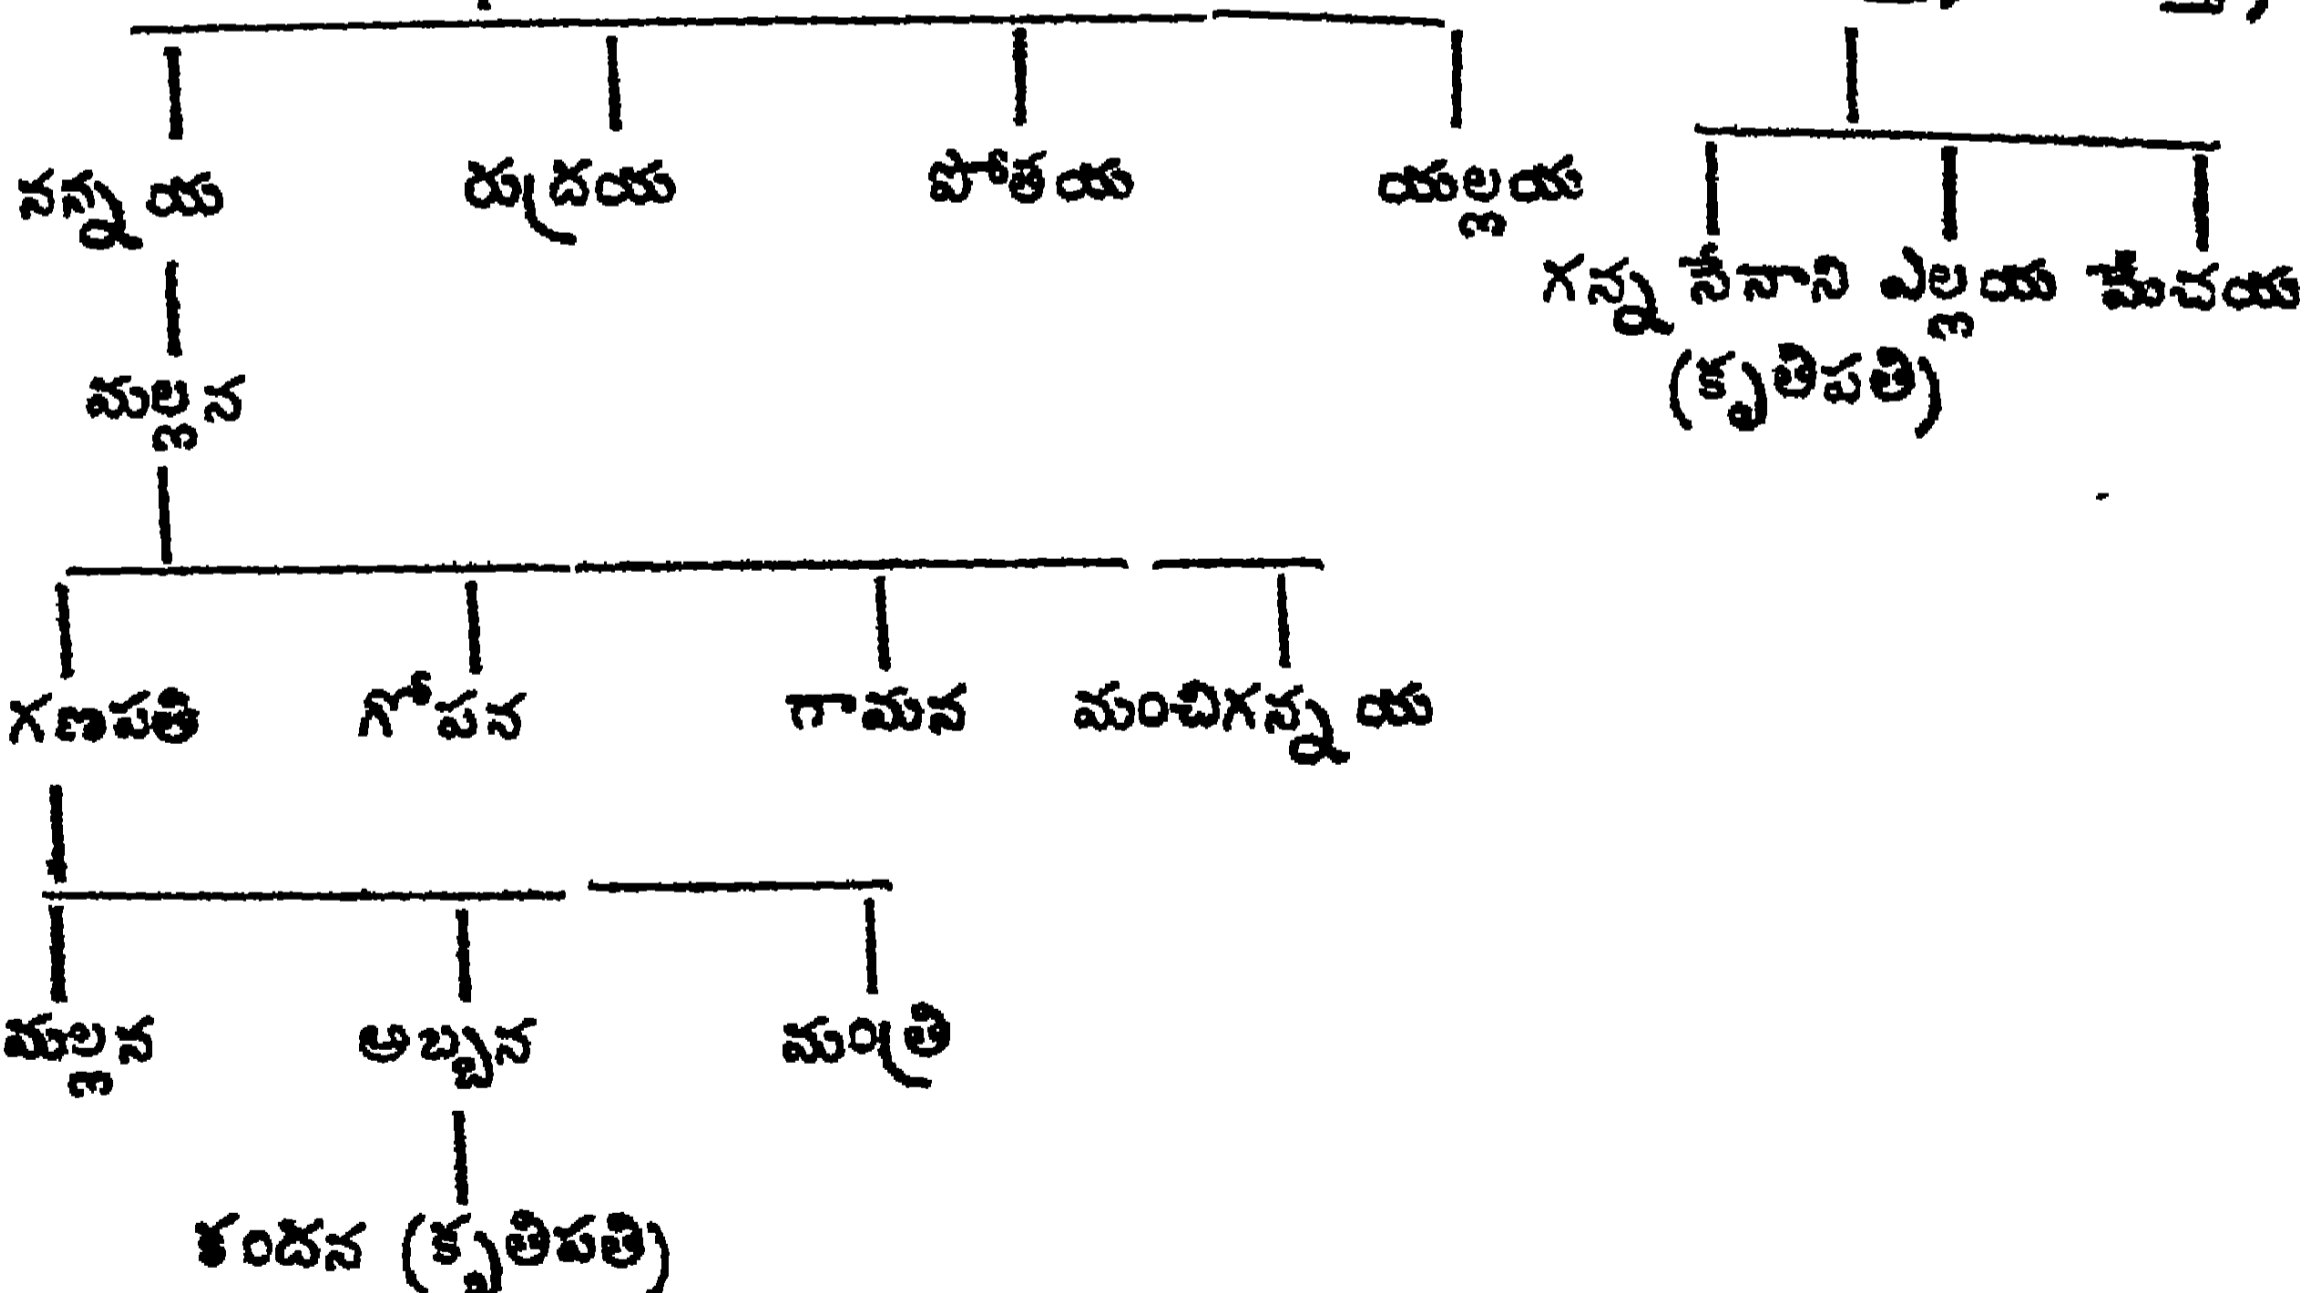 నన్నయ రుద్రయ పోతయ యల్లయ
గన్న సేనాని ఎల్లయ మేచయ
(కృతిపతి)
మల్లన
గణపతి గోపన గామన మంచిగన్నయ
మల్లన అబ్బన మంత్రి
కందన (కృతిపతి)